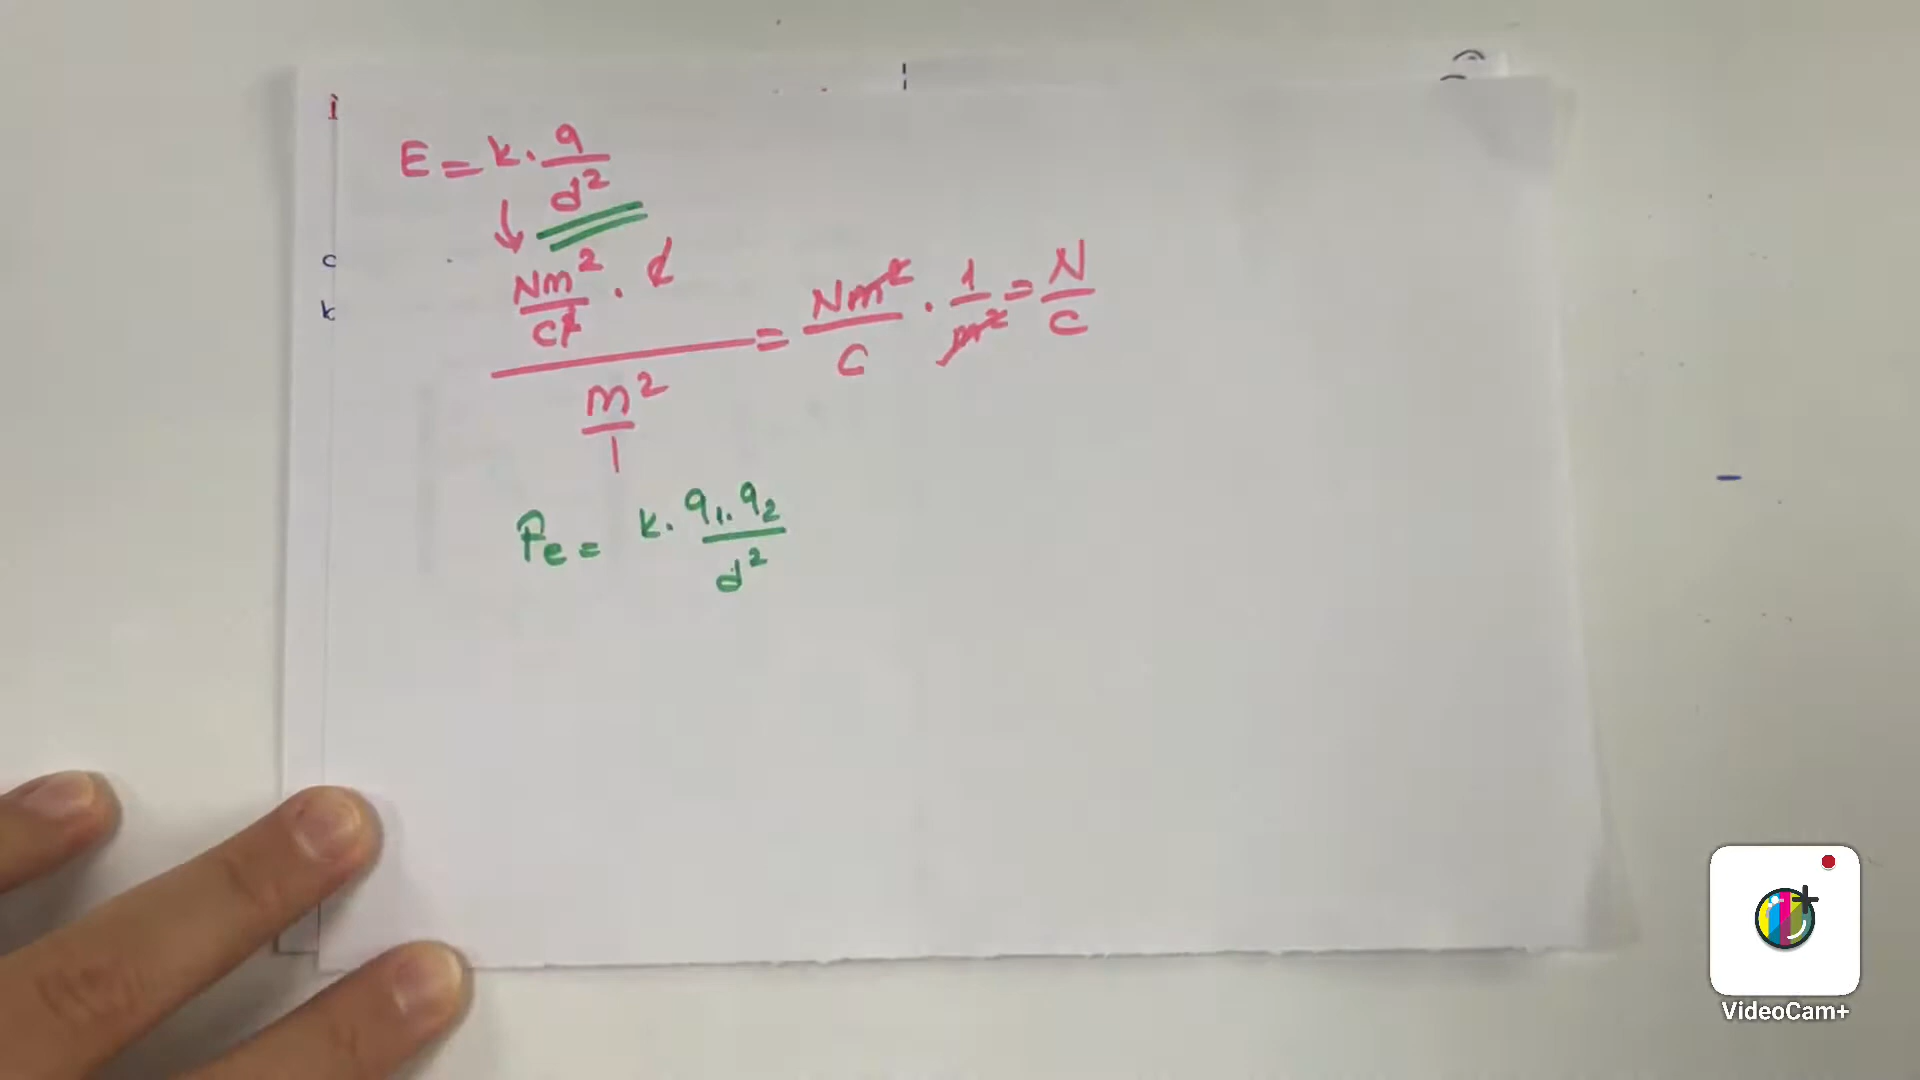 i
E = k · q/d²
c
k
↓
(Nm²/C² · C) / (m²/1) = Nm²/C · 1/m² = N/C
Fe = k · q₁ · q₂/d²
VideoCam+